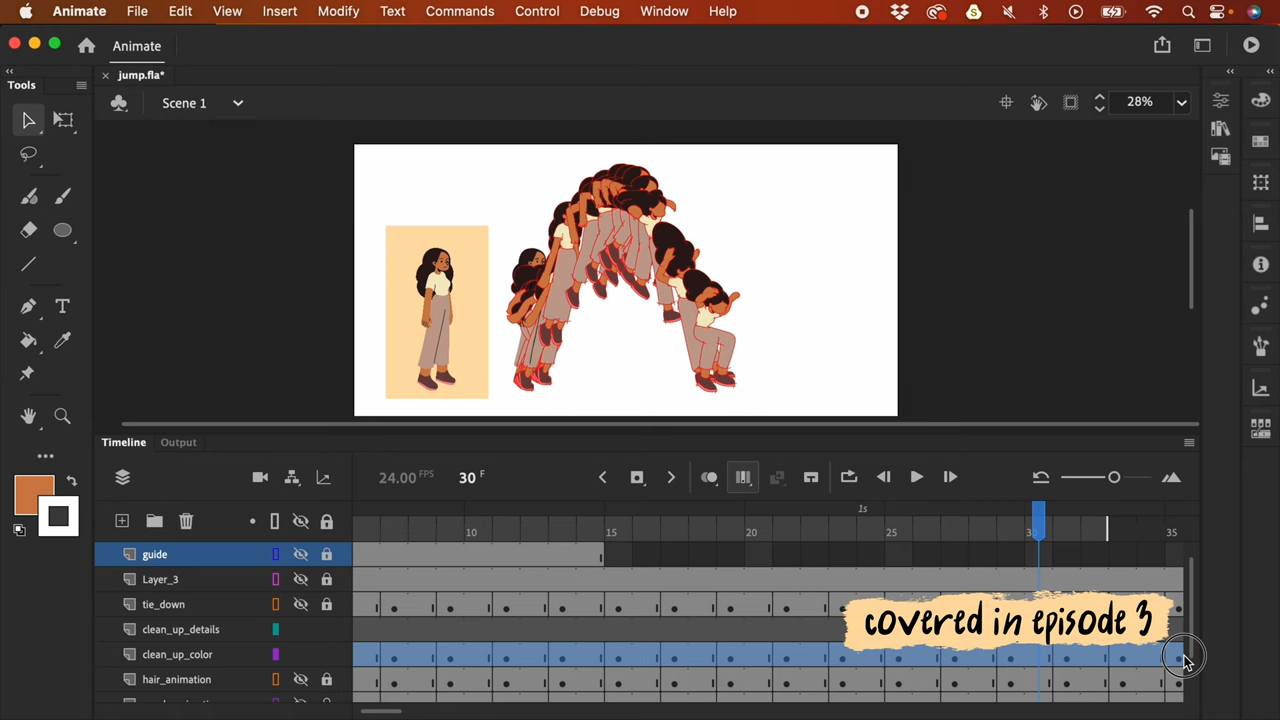 Animate File Edit View Insert Modify Text Commands Control Debug Window Help
Animate
Tools
jump.fla*
Scene 1
28%
Timeline Output
24.00 FPS 30 F
1s
10 15 20 25 30 35
guide
Layer_3
tie_down
clean_up_details
clean_up_color
hair_animation
covered in episode 3